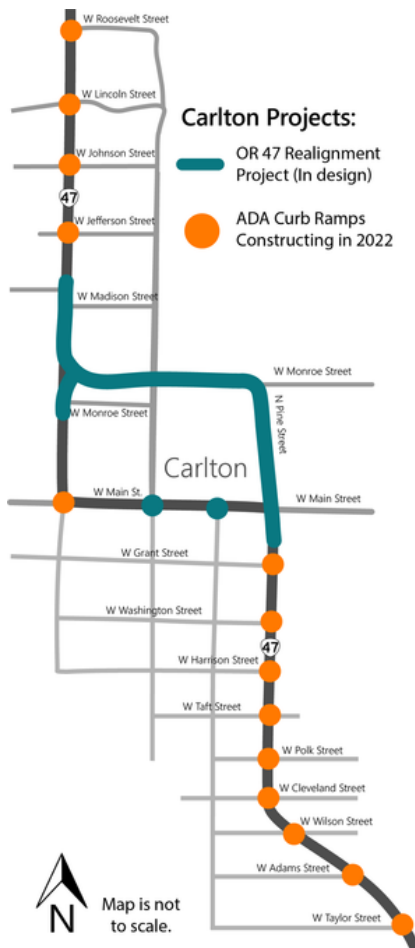 W Roosevelt Street
W Lincoln Street
Carlton Projects:
W Johnson Street
OR 47 Realignment
Project (In design)
47
ADA Curb Ramps
Constructing in 2022
W Jefferson Street
W Madison Street
W Monroe Street
N Pine Street
W Monroe Street
Carlton
W Main St.
W Main Street
W Grant Street
W Washington Street
47
W Harrison Street
W Taft Street
W Polk Street
W Cleveland Street
W Wilson Street
W Adams Street
W Taylor Street
N
Map is not
to scale.